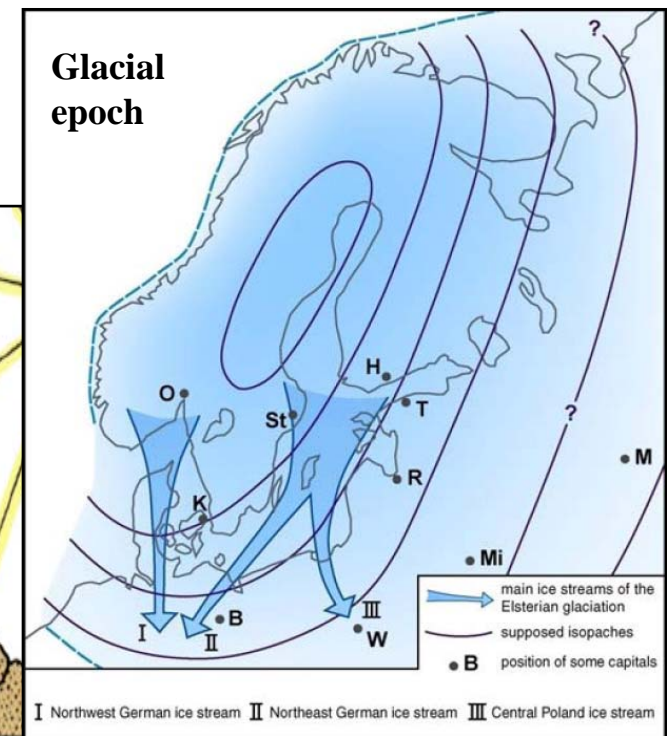 Glacial
epoch
?
H
O
T
St
?
R
M
K
Mi
B
I
II
III
W
main ice streams of the
Elsterian glaciation
supposed isopaches
B position of some capitals
I Northwest German ice stream II Northeast German ice stream III Central Poland ice stream